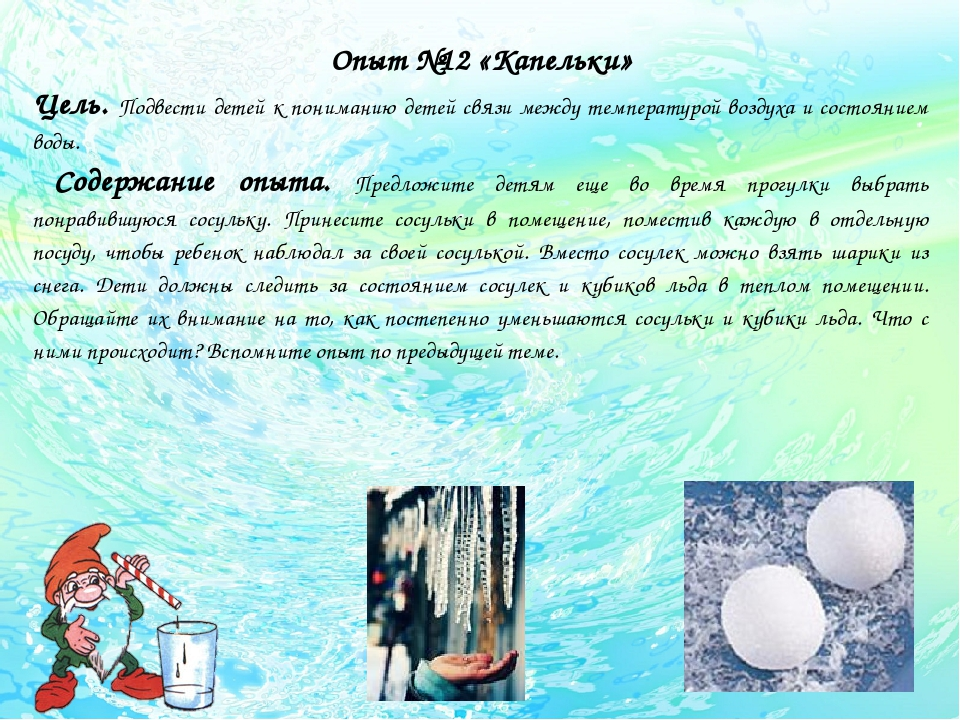 Опыт №12 «Капельки»
Цель. Подвести детей к пониманию детей связи между температурой воздуха и состоянием
воды.
Содержание опыта. Предложите детям еще во время прогулки выбрать
понравившуюся сосульку. Принесите сосульки в помещение, поместив каждую в отдельную
посуду, чтобы ребенок наблюдал за своей сосулькой. Вместо сосулек можно взять шарики из
снега. Дети должны следить за состоянием сосулек и кубиков льда в теплом помещении.
Обращайте их внимание на то, как постепенно уменьшаются сосульки и кубики льда. Что с
ними происходит? Вспомните опыт по предыдущей теме.